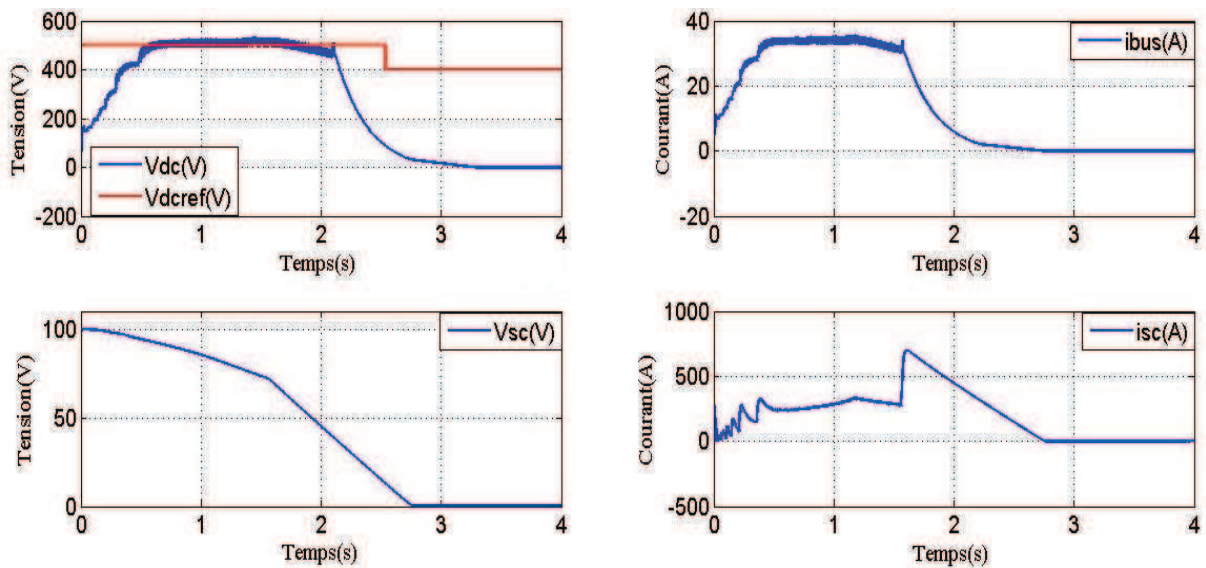 Tension(V)
600
400
200
0
-200
Vdc(V)
Vdcref(V)
0 1 2 3 4
Temps(s)
Courant(A)
40
20
0
-20
ibus(A)
0 1 2 3 4
Temps(s)
Tension(V)
100
50
0
Vsc(V)
0 1 2 3 4
Temps(s)
Courant(A)
1000
500
0
-500
isc(A)
0 1 2 3 4
Temps(s)